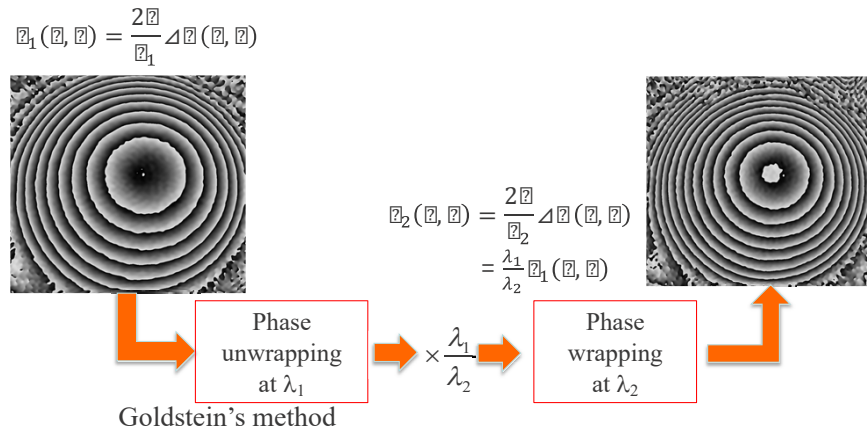 �₁(�, �) = 2�/�₁ ⊿�(�, �)
�₂(�, �) = 2�/�₂ ⊿�(�, �)
= λ₁/λ₂ �₁(�, �)
Phase
unwrapping
at λ₁
× λ₁/λ₂
Phase
wrapping
at λ₂
Goldstein's method